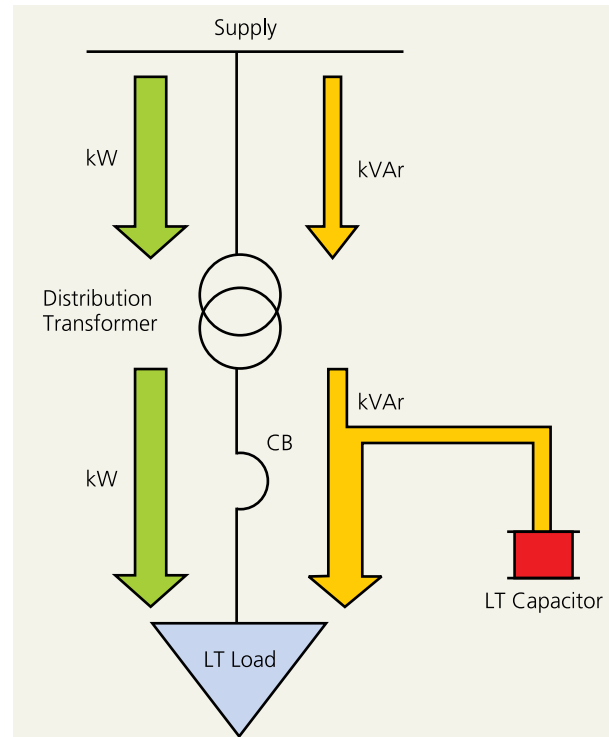 Supply
kW
kVAr
Distribution
Transformer
kVAr
CB
kW
LT Capacitor
LT Load